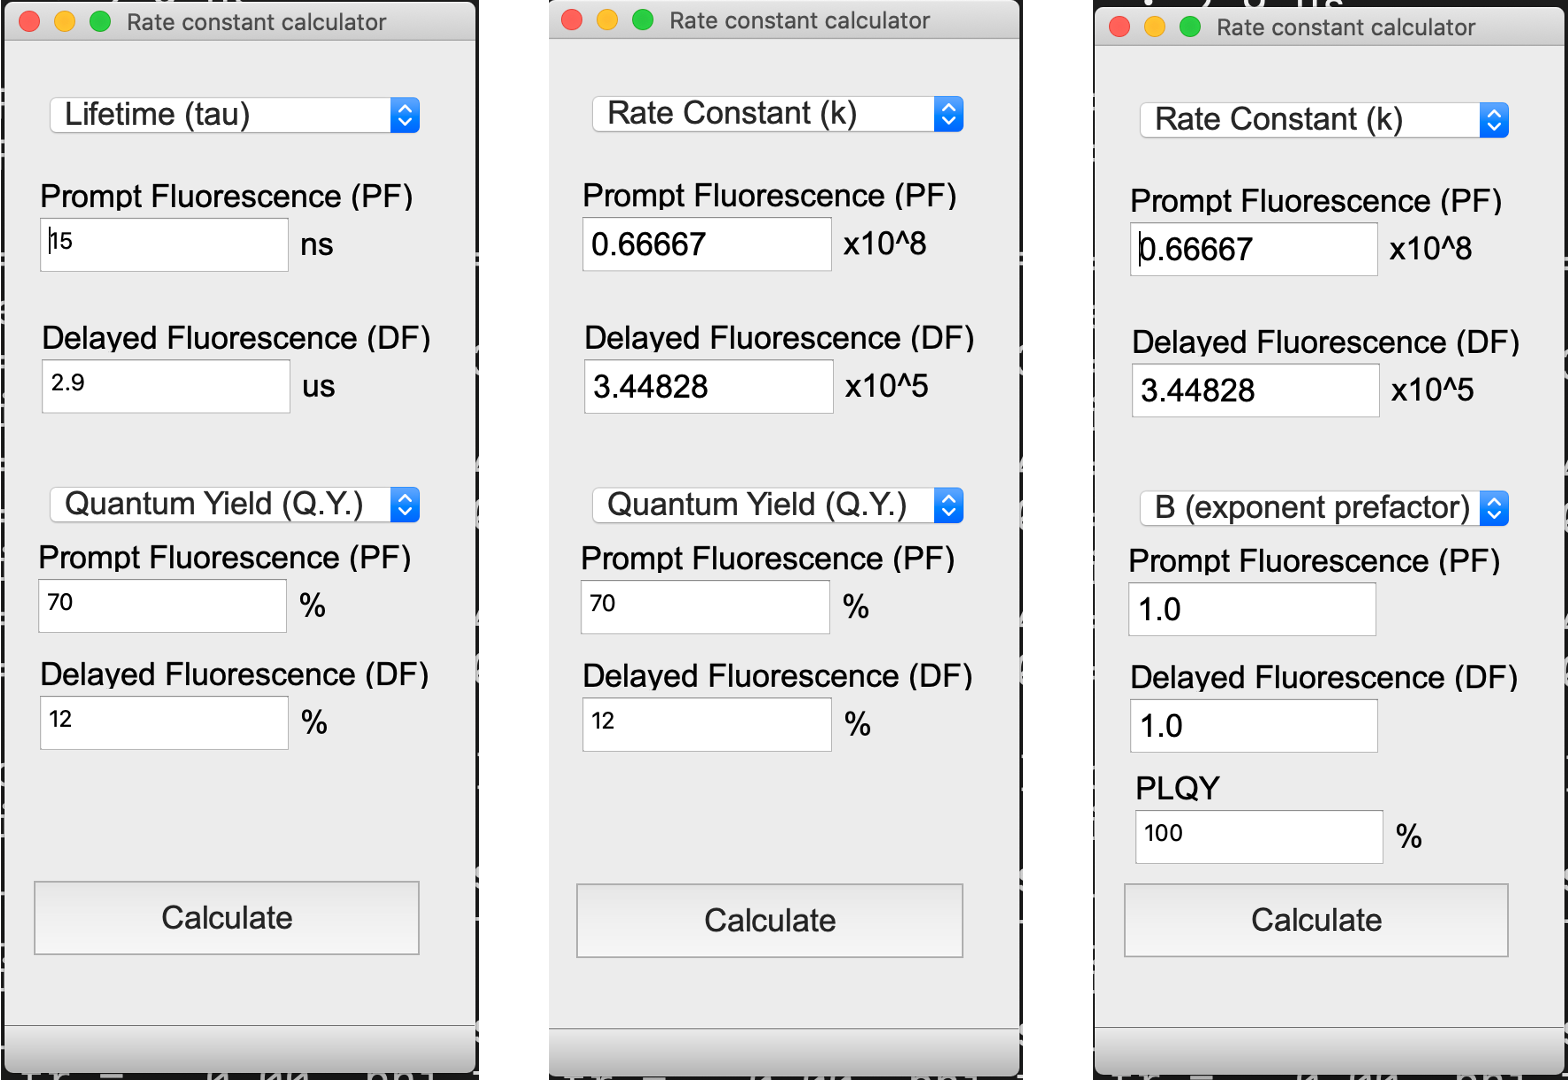 Rate constant calculator
Lifetime (tau)
Prompt Fluorescence (PF)
15 ns
Delayed Fluorescence (DF)
2.9 us
Quantum Yield (Q.Y.)
Prompt Fluorescence (PF)
70 %
Delayed Fluorescence (DF)
12 %
Calculate
Rate constant calculator
Rate Constant (k)
Prompt Fluorescence (PF)
0.66667 x10^8
Delayed Fluorescence (DF)
3.44828 x10^5
Quantum Yield (Q.Y.)
Prompt Fluorescence (PF)
70 %
Delayed Fluorescence (DF)
12 %
Calculate
Rate constant calculator
Rate Constant (k)
Prompt Fluorescence (PF)
0.66667 x10^8
Delayed Fluorescence (DF)
3.44828 x10^5
B (exponent prefactor)
Prompt Fluorescence (PF)
1.0
Delayed Fluorescence (DF)
1.0
PLQY
100 %
Calculate